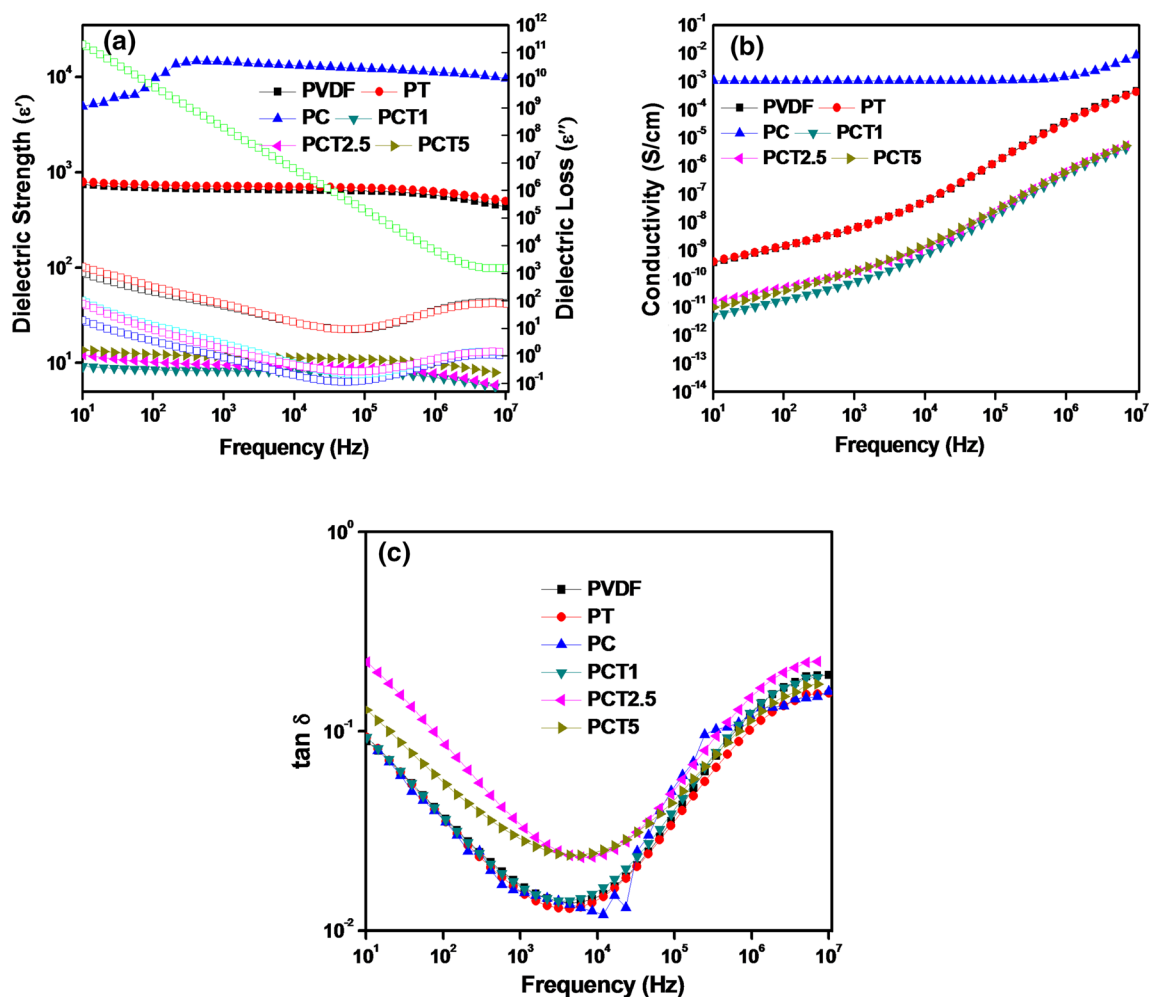 (a)
10⁴
10³
10²
10¹
Dielectric Strength (ε')
10¹²
10¹¹
10¹⁰
10⁹
10⁸
10⁷
10⁶
10⁵
10⁴
10³
10²
10¹
10⁰
10⁻¹
Dielectric Loss (ε'')
PVDF PT
PC PCT1
PCT2.5 PCT5
10¹ 10² 10³ 10⁴ 10⁵ 10⁶ 10⁷
Frequency (Hz)
(b)
10⁻¹
10⁻²
10⁻³
10⁻⁴
10⁻⁵
10⁻⁶
10⁻⁷
10⁻⁸
10⁻⁹
10⁻¹⁰
10⁻¹¹
10⁻¹²
10⁻¹³
10⁻¹⁴
Conductivity (S/cm)
PVDF PT
PC PCT1
PCT2.5 PCT5
10¹ 10² 10³ 10⁴ 10⁵ 10⁶ 10⁷
Frequency (Hz)
(c)
10⁰
10⁻¹
10⁻²
tan δ
PVDF
PT
PC
PCT1
PCT2.5
PCT5
10¹ 10² 10³ 10⁴ 10⁵ 10⁶ 10⁷
Frequency (Hz)